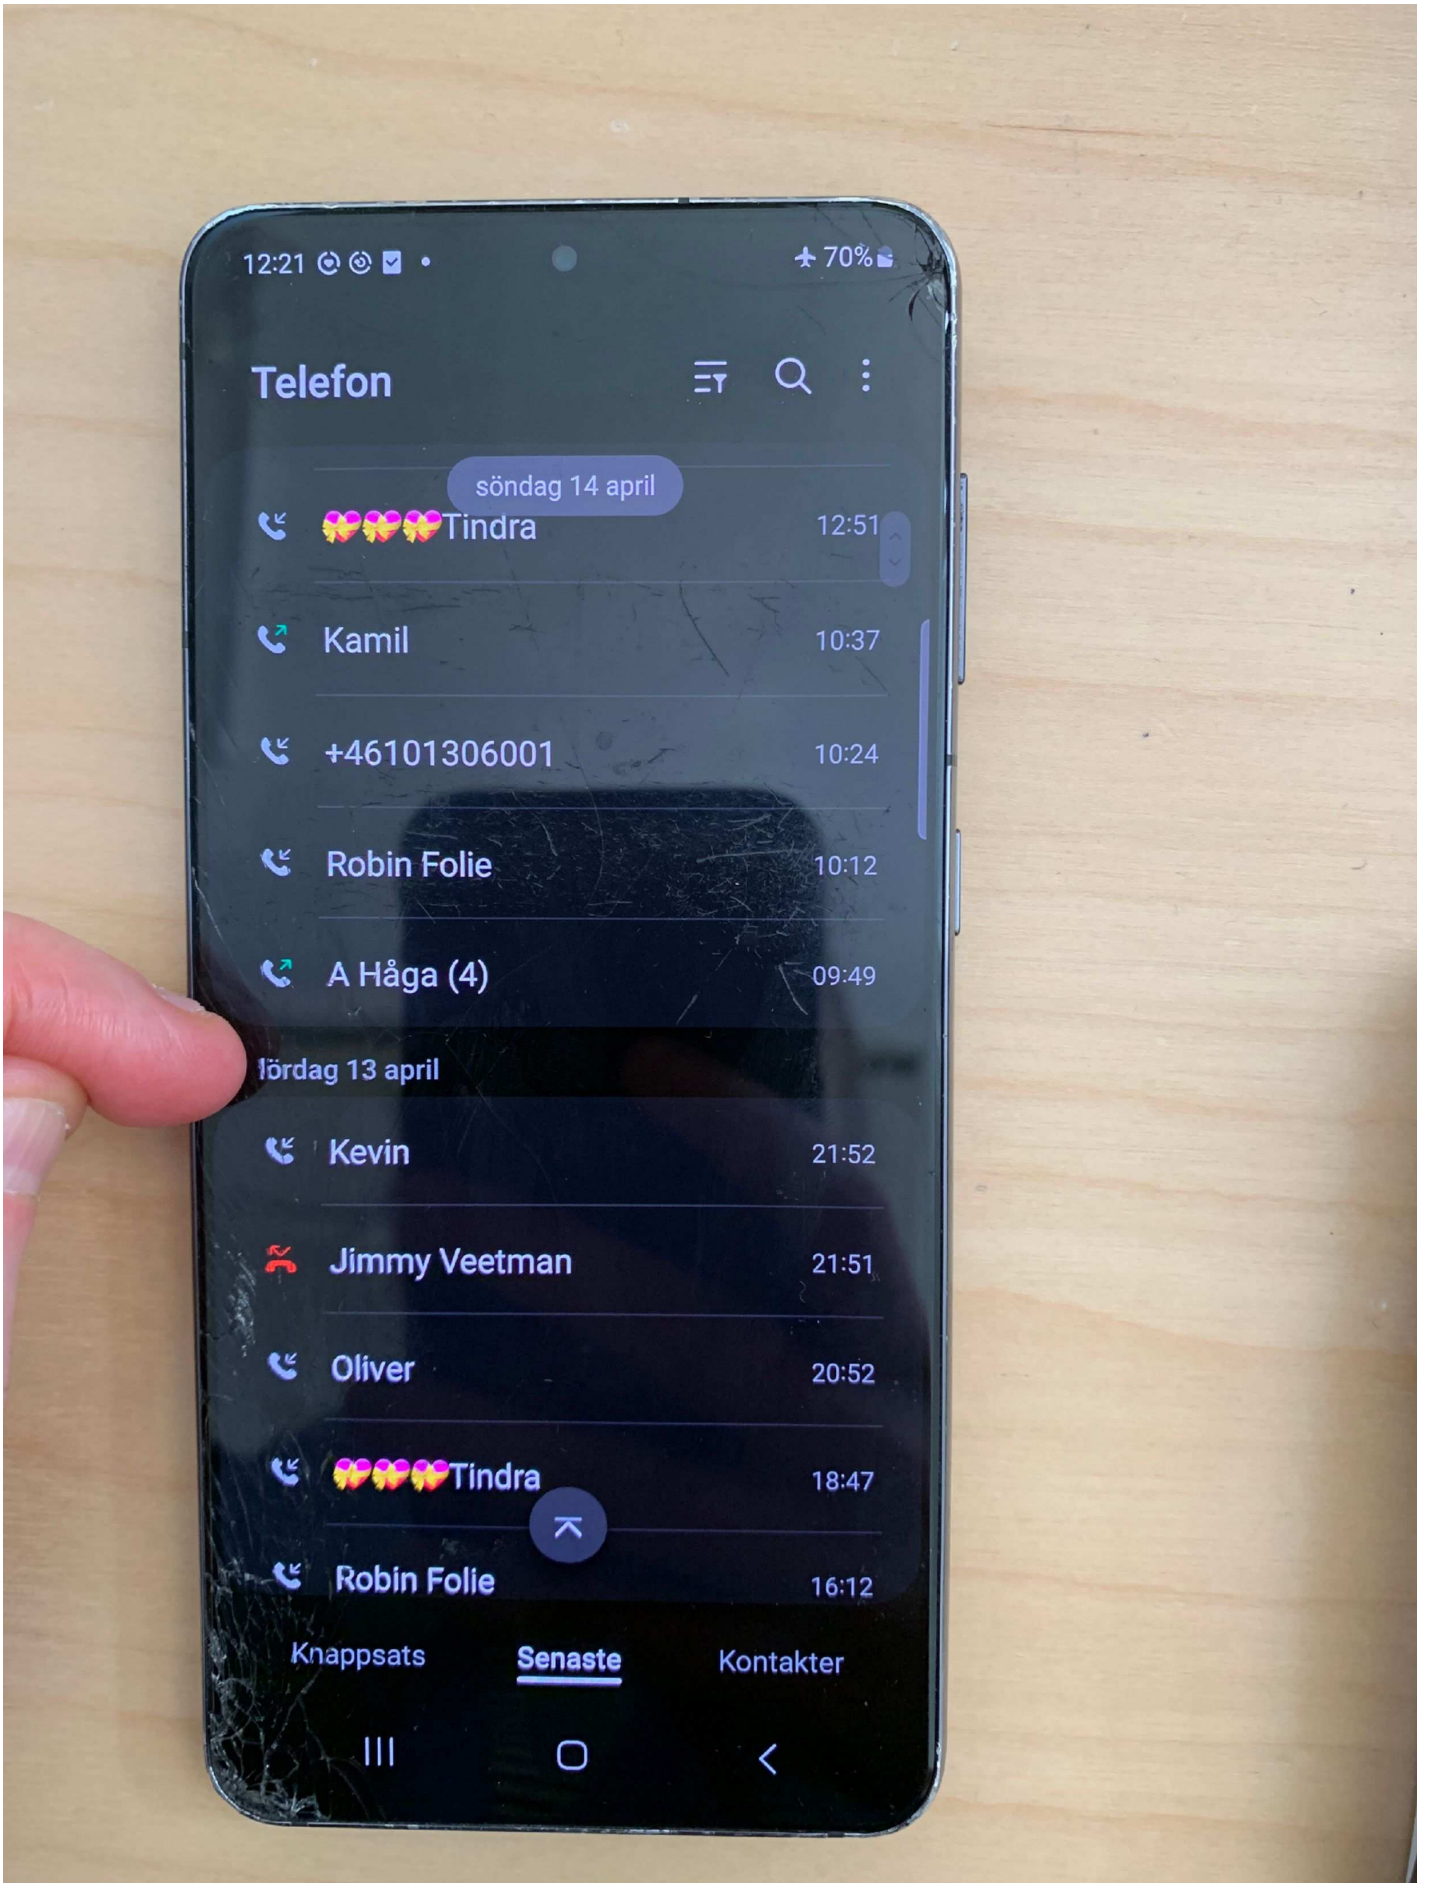 12:21
70%
Telefon
söndag 14 april
💝💝💝Tindra 12:51
Kamil 10:37
+46101306001 10:24
Robin Folie 10:12
A Håga (4) 09:49
lördag 13 april
Kevin 21:52
Jimmy Veetman 21:51
Oliver 20:52
💝💝💝Tindra 18:47
Robin Folie 16:12
Knappsats Senaste Kontakter